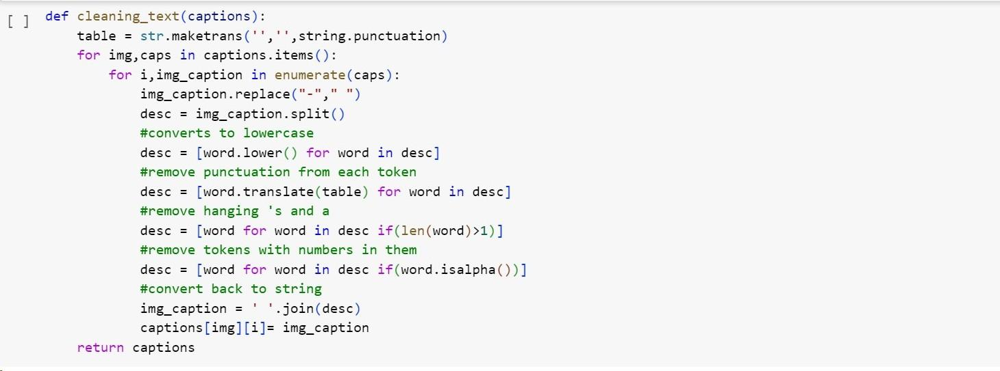 [ ] def cleaning_text(captions):
    table = str.maketrans('','',string.punctuation)
    for img,caps in captions.items():
        for i,img_caption in enumerate(caps):
            img_caption.replace("-"," ")
            desc = img_caption.split()
            #converts to lowercase
            desc = [word.lower() for word in desc]
            #remove punctuation from each token
            desc = [word.translate(table) for word in desc]
            #remove hanging 's and a
            desc = [word for word in desc if(len(word)>1)]
            #remove tokens with numbers in them
            desc = [word for word in desc if(word.isalpha())]
            #convert back to string
            img_caption = ' '.join(desc)
            captions[img][i]= img_caption
    return captions